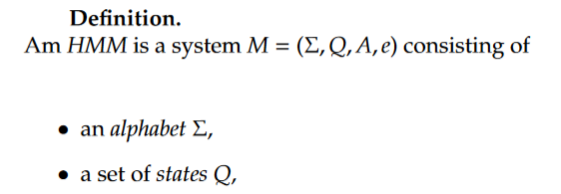 Definition.
Am HMM is a system M = (Σ, Q, A, e) consisting of
• an alphabet Σ,
• a set of states Q,